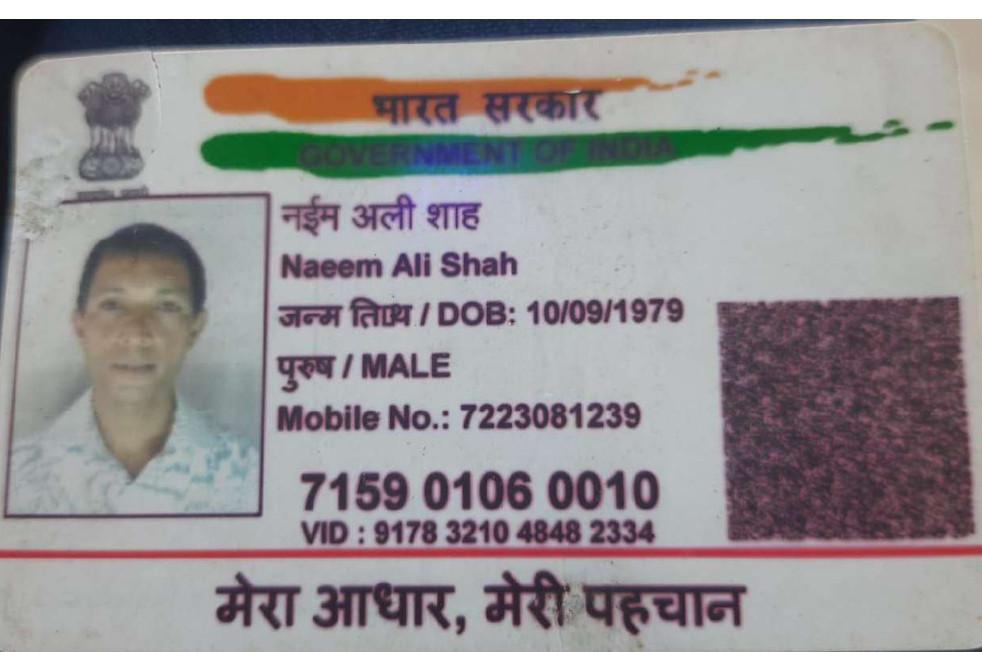 भारत सरकार
GOVERNMENT OF INDIA
नईम अली शाह
Naeem Ali Shah
जन्म तिथि / DOB: 10/09/1979
पुरुष / MALE
Mobile No.: 7223081239
7159 0106 0010
VID : 9178 3210 4848 2334
मेरा आधार, मेरी पहचान